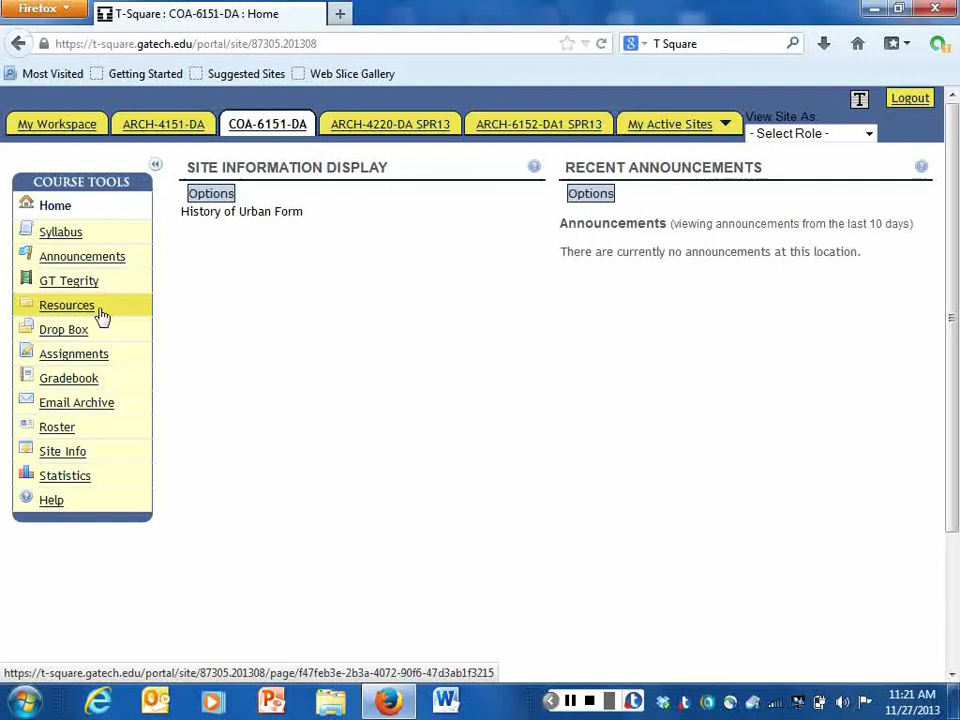 Firefox
T-Square : COA-6151-DA : Home
https://t-square.gatech.edu/portal/site/87305.201308
T Square
Most Visited
Getting Started
Suggested Sites
Web Slice Gallery
T
Logout
My Workspace
ARCH-4151-DA
COA-6151-DA
ARCH-4220-DA SPR13
ARCH-6152-DA1 SPR13
My Active Sites
View Site As:
- Select Role -
COURSE TOOLS
Home
Syllabus
Announcements
GT Tegrity
Resources
Drop Box
Assignments
Gradebook
Email Archive
Roster
Site Info
Statistics
Help
SITE INFORMATION DISPLAY
Options
History of Urban Form
RECENT ANNOUNCEMENTS
Options
Announcements (viewing announcements from the last 10 days)
There are currently no announcements at this location.
https://t-square.gatech.edu/portal/site/87305.201308/page/f47feb3e-2b3a-4072-90f6-47d3ab1f3215
11:21 AM
11/27/2013